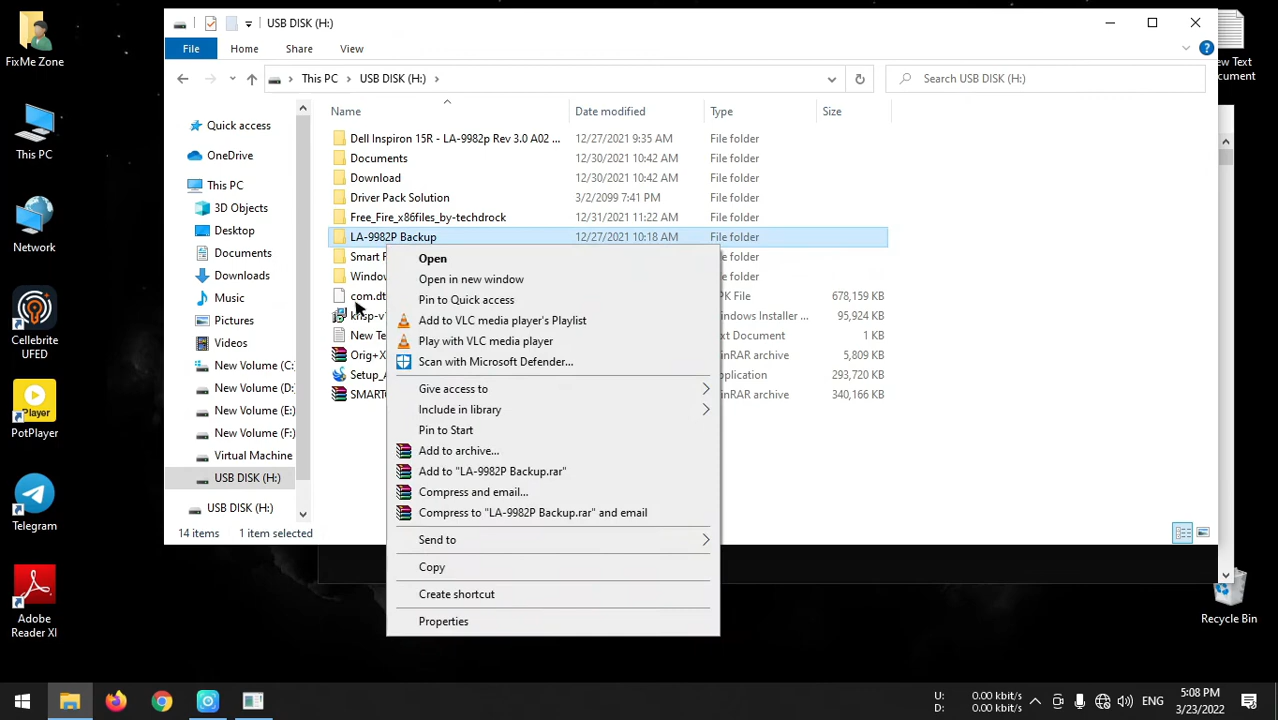 FixMe Zone
This PC
Network
Cellebrite
UFED
Player
PotPlayer
Telegram
Adobe
Reader XI
USB DISK (H:)
File
Home
Share
View
?
This PC
USB DISK (H:)
Search USB DISK (H:)
Quick access
OneDrive
This PC
3D Objects
Desktop
Documents
Downloads
Music
Pictures
Videos
New Volume (C:
New Volume (D:
New Volume (E:)
New Volume (F:)
Virtual Machine
USB DISK (H:)
USB DISK (H:)
Name Date modified Type Size
Dell Inspiron 15R - LA-9982p Rev 3.0 A02 ... 12/27/2021 9:35 AM File folder
Documents 12/30/2021 10:42 AM File folder
Download 12/30/2021 10:42 AM File folder
Driver Pack Solution 3/2/2099 7:41 PM File folder
Free_Fire_x86files_by-techdrock 12/31/2021 11:22 AM File folder
LA-9982P Backup 12/27/2021 10:18 AM File folder
Smart File folder
Window File folder
com.dt PK File 678,159 KB
Windows Installer ... 95,924 KB
New Te ext Document 1 KB
Orig+X inRAR archive 5,809 KB
Setup_A plication 293,720 KB
SMART inRAR archive 340,166 KB
Open
Open in new window
Pin to Quick access
Add to VLC media player's Playlist
Play with VLC media player
Scan with Microsoft Defender...
Give access to
Include in library
Pin to Start
Add to archive...
Add to "LA-9982P Backup.rar"
Compress and email...
Compress to "LA-9982P Backup.rar" and email
Send to
Copy
Create shortcut
Properties
14 items 1 item selected
ew Text
ocument
Recycle Bin
U: 0.00 kbit/s
D: 0.00 kbit/s
ENG
5:08 PM
3/23/2022